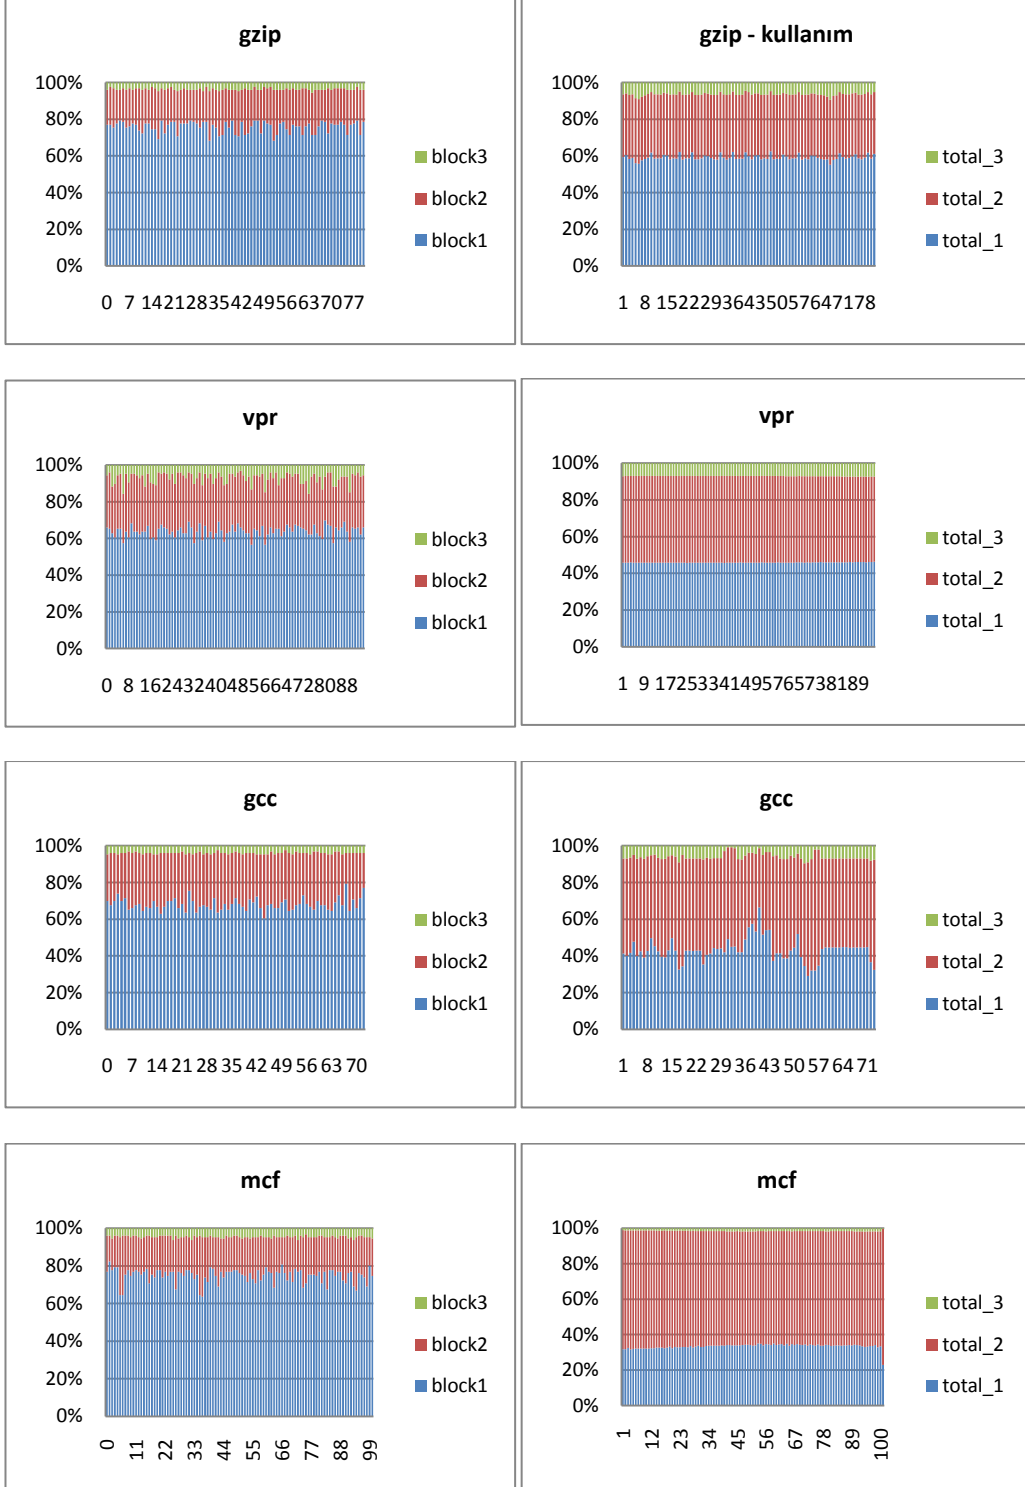 gzip
100%
80%
60%
40%
20%
0%
0 7 14212835424956637077
block3
block2
block1
gzip - kullanım
100%
80%
60%
40%
20%
0%
1 8 15222936435057647178
total_3
total_2
total_1
vpr
100%
80%
60%
40%
20%
0%
0 8 162432404856647280 88
block3
block2
block1
vpr
100%
80%
60%
40%
20%
0%
1 9 172533414957657381 89
total_3
total_2
total_1
gcc
100%
80%
60%
40%
20%
0%
0 7 14 21 28 35 42 49 56 63 70
block3
block2
block1
gcc
100%
80%
60%
40%
20%
0%
1 8 15 22 29 36 43 50 57 64 71
total_3
total_2
total_1
mcf
100%
80%
60%
40%
20%
0%
0 11 22 33 44 55 66 77 88 99
block3
block2
block1
mcf
100%
80%
60%
40%
20%
0%
1 12 23 34 45 56 67 78 89 100
total_3
total_2
total_1